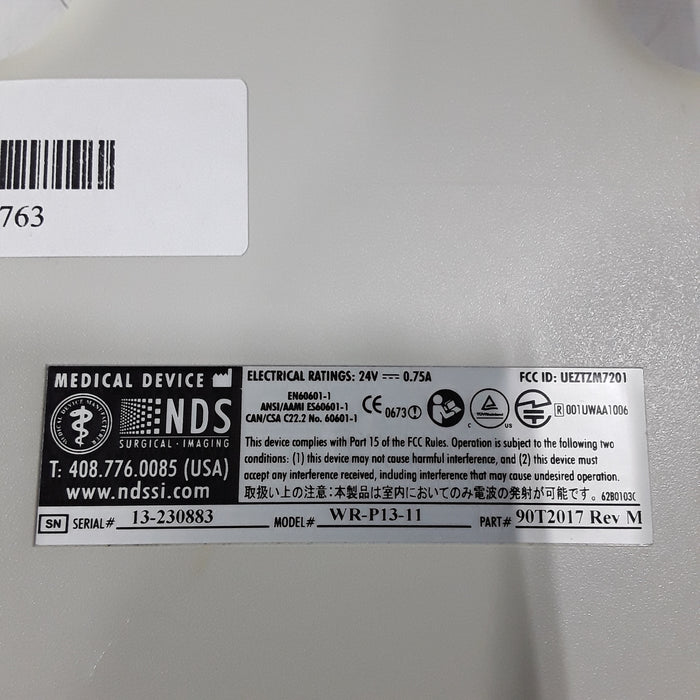 763
MEDICAL DEVICE
NDS
SURGICAL · IMAGING
T: 408.776.0085 (USA)
www.ndssi.com
ELECTRICAL RATINGS: 24V ⎓ 0.75A
FCC ID: UEZTZM7201
EN60601-1
ANSI/AAMI ES60601-1
CAN/CSA C22.2 No. 60601-1
CE 0673
C US
R 001UWAA1006
This device complies with Part 15 of the FCC Rules. Operation is subject to the following two
conditions: (1) this device may not cause harmful interference, and (2) this device must
accept any interference received, including interference that may cause undesired operation.
取扱い上の注意:本製品は室内においてのみ電波の発射が可能です。 62B0103C
SN SERIAL# 13-230883 MODEL# WR-P13-11 PART# 90T2017 Rev M